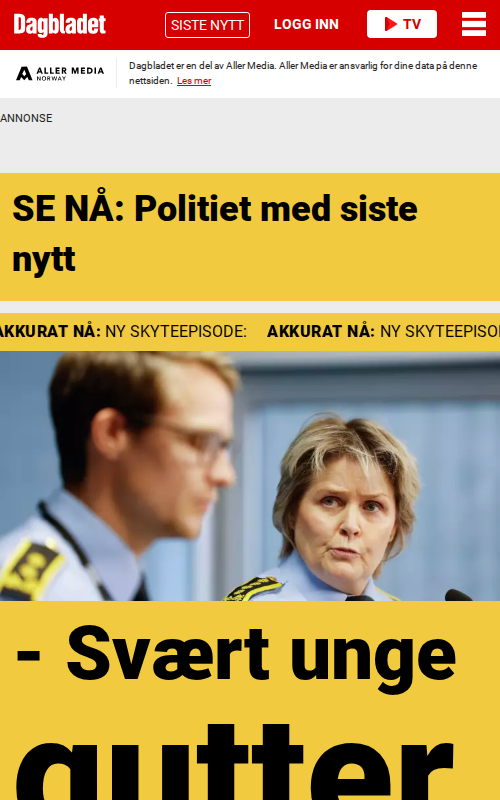 Dagbladet
SISTE NYTT
LOGG INN
TV
ALLER MEDIA
NORWAY
Dagbladet er en del av Aller Media. Aller Media er ansvarlig for dine data på denne
nettsiden. Les mer
ANNONSE
SE NÅ: Politiet med siste
nytt
AKKURAT NÅ: NY SKYTEEPISODE: AKKURAT NÅ: NY SKYTEEPISO
- Svært unge
gutter